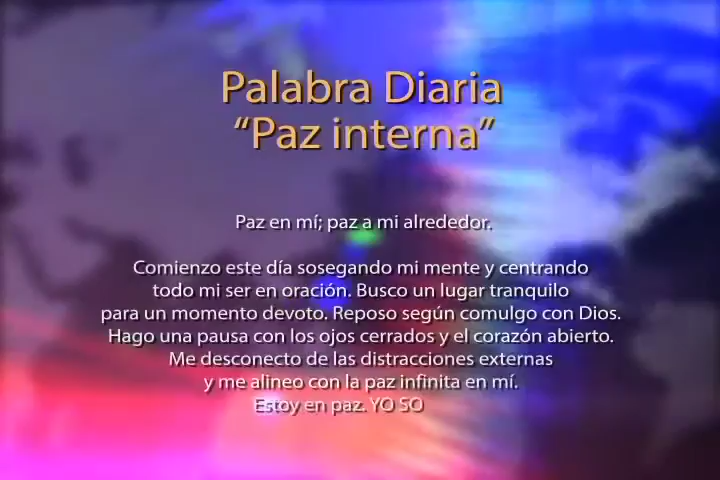 Palabra Diaria
“Paz interna”
Paz en mí; paz a mi alrededor.
Comienzo este día sosegando mi mente y centrando
todo mi ser en oración. Busco un lugar tranquilo
para un momento devoto. Reposo según comulgo con Dios.
Hago una pausa con los ojos cerrados y el corazón abierto.
Me desconecto de las distracciones externas
y me alineo con la paz infinita en mí.
Estoy en paz. YO SO